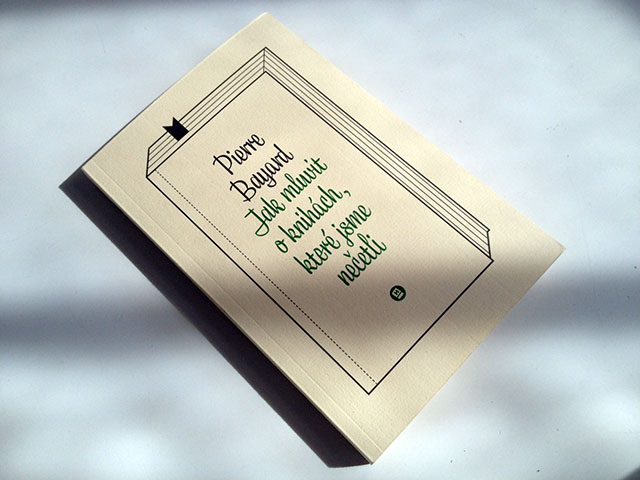 Pierre
Bayard
Jak mluvit
o knihách,
které jsme
nečetli